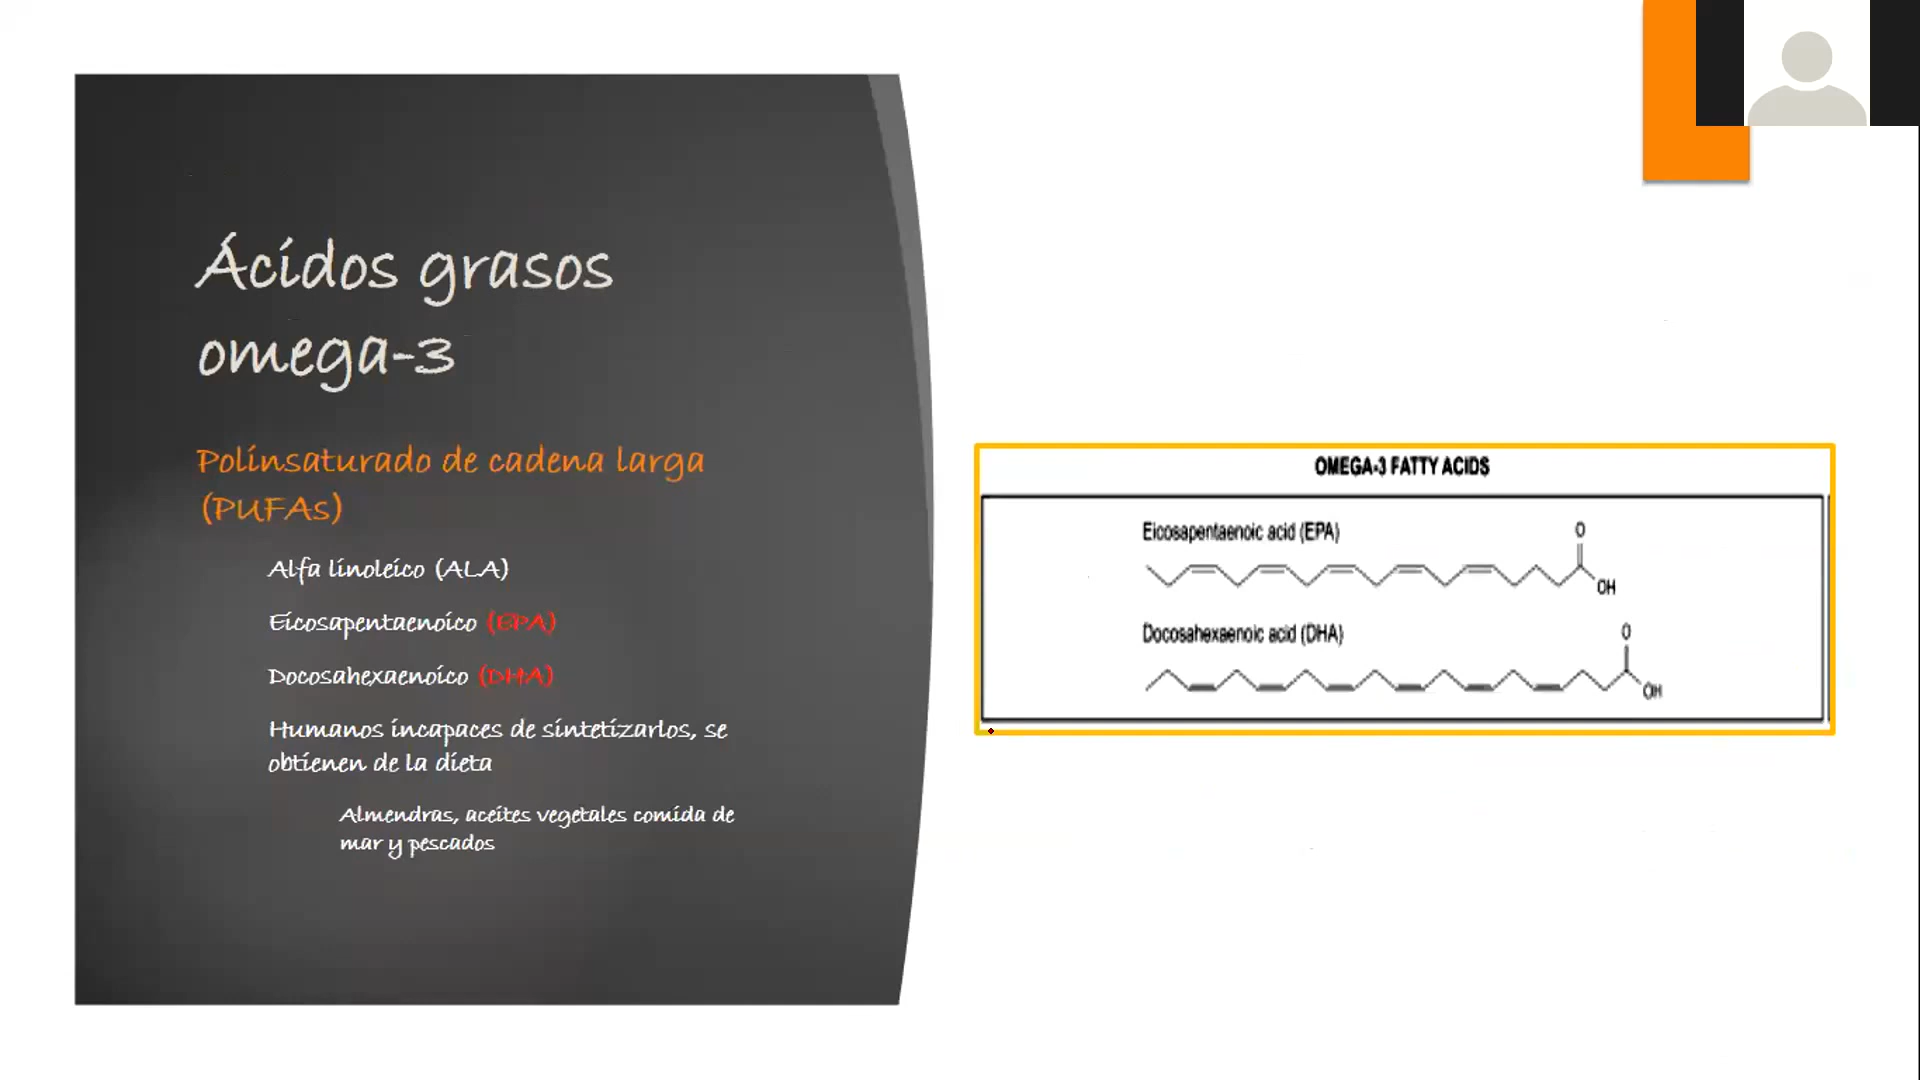 Ácidos grasos
omega-3
Polinsaturado de cadena larga
(PUFAs)
Alfa linoleico (ALA)
Eicosapentaenoico (EPA)
Docosahexaenoico (DHA)
Humanos incapaces de sintetizarlos, se
obtienen de la dieta
Almendras, aceites vegetales comida de
mar y pescados
OMEGA-3 FATTY ACIDS
Eicosapentaenoic acid (EPA)
O
OH
Docosahexaenoic acid (DHA)
O
OH